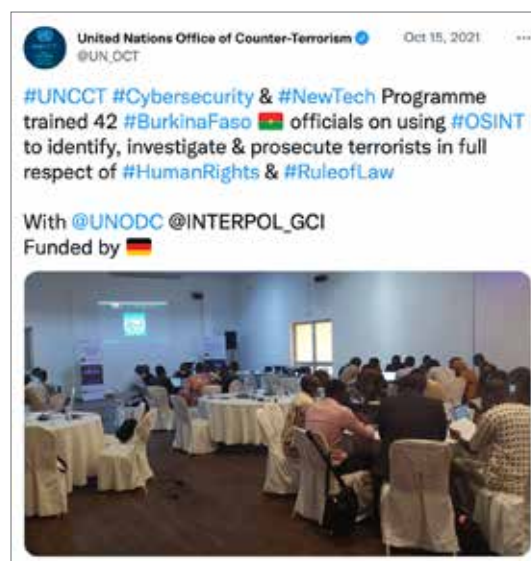 United Nations Office of Counter-Terrorism
Oct 15, 2021
@UN_OCT
#UNCCT #Cybersecurity & #NewTech Programme
trained 42 #BurkinaFaso 🇧🇫 officials on using #OSINT
to identify, investigate & prosecute terrorists in full
respect of #HumanRights & #RuleofLaw
With @UNODC @INTERPOL_GCI
Funded by 🇩🇪